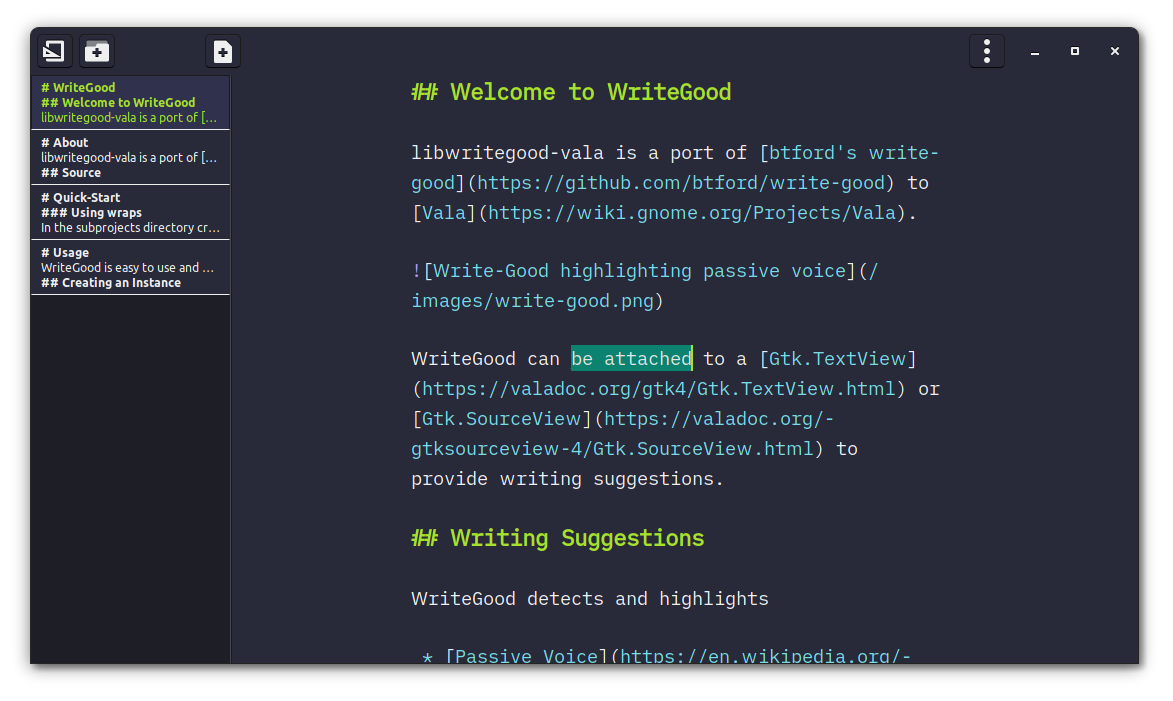 # WriteGood
## Welcome to WriteGood
libwritegood-vala is a port of [...
# About
libwritegood-vala is a port of [...
## Source
# Quick-Start
### Using wraps
In the subprojects directory cr...
# Usage
WriteGood is easy to use and ...
## Creating an Instance
## Welcome to WriteGood
libwritegood-vala is a port of [btford's write-
good](https://github.com/btford/write-good) to
[Vala](https://wiki.gnome.org/Projects/Vala).
![Write-Good highlighting passive voice](/
images/write-good.png)
WriteGood can be attached to a [Gtk.TextView]
(https://valadoc.org/gtk4/Gtk.TextView.html) or
[Gtk.SourceView](https://valadoc.org/-
gtksourceview-4/Gtk.SourceView.html) to
provide writing suggestions.
## Writing Suggestions
WriteGood detects and highlights
* [Passive Voice](https://en.wikipedia.org/-